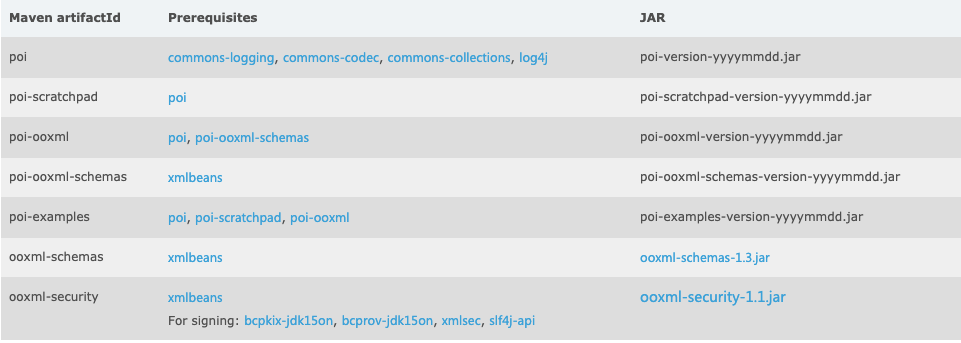 Maven artifactId Prerequisites JAR
poi commons-logging, commons-codec, commons-collections, log4j poi-version-yyyymmdd.jar
poi-scratchpad poi poi-scratchpad-version-yyyymmdd.jar
poi-ooxml poi, poi-ooxml-schemas poi-ooxml-version-yyyymmdd.jar
poi-ooxml-schemas xmlbeans poi-ooxml-schemas-version-yyyymmdd.jar
poi-examples poi, poi-scratchpad, poi-ooxml poi-examples-version-yyyymmdd.jar
ooxml-schemas xmlbeans ooxml-schemas-1.3.jar
ooxml-security xmlbeans ooxml-security-1.1.jar
For signing: bcpkix-jdk15on, bcprov-jdk15on, xmlsec, slf4j-api